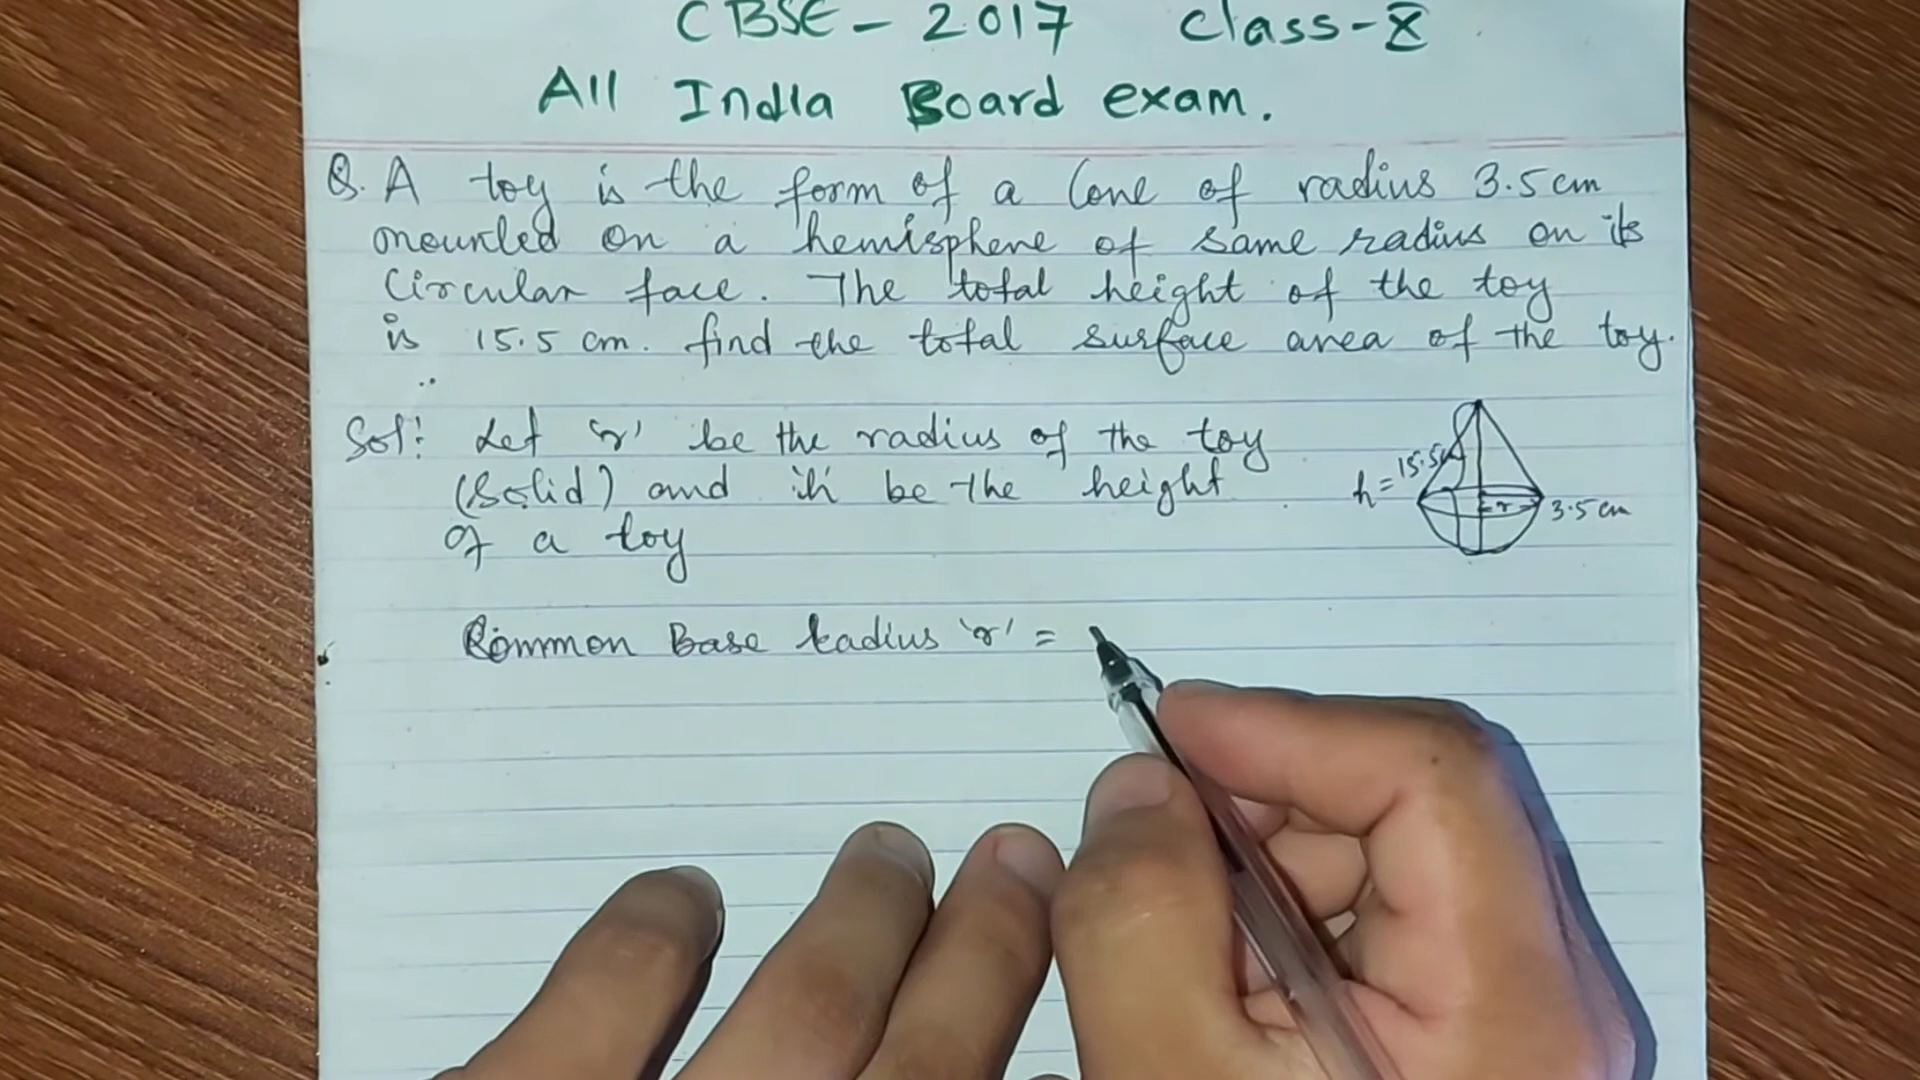 CBSE - 2017 Class-X
All India Board exam.
Q. A toy is the form of a Cone of radius 3.5 cm
mounted on a hemisphere of same radius on its
Circular face. The total height of the toy
is 15.5 cm. find the total surface area of the toy.
Sol: Let 'r' be the radius of the toy
(Solid) and 'h' be the height
of a toy
h = 15.5
r
3.5 cm
Common Base radius 'r' =